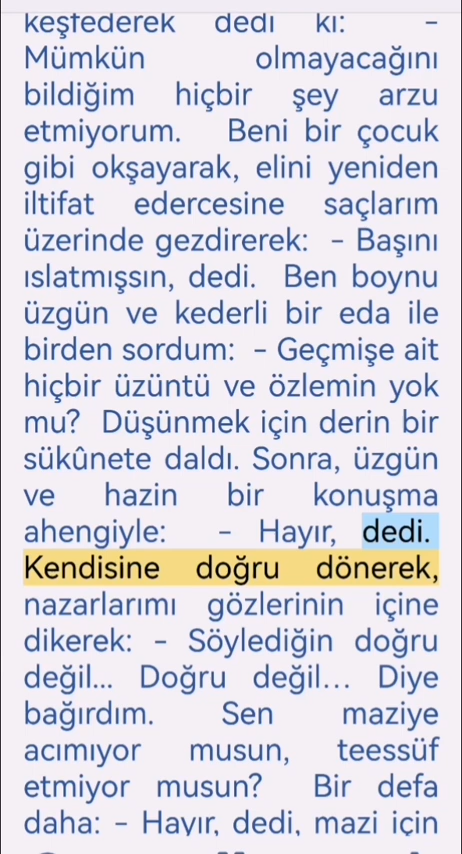 keşfederek dedi ki: –
Mümkün olmayacağını
bildiğim hiçbir şey arzu
etmiyorum. Beni bir çocuk
gibi okşayarak, elini yeniden
iltifat edercesine saçlarım
üzerinde gezdirerek: – Başını
ıslatmışsın, dedi. Ben boynu
üzgün ve kederli bir eda ile
birden sordum: – Geçmişe ait
hiçbir üzüntü ve özlemin yok
mu? Düşünmek için derin bir
sükûnete daldı. Sonra, üzgün
ve hazin bir konuşma
ahengiyle: – Hayır, dedi.
Kendisine doğru dönerek,
nazarlarımı gözlerinin içine
dikerek: – Söylediğin doğru
değil... Doğru değil... Diye
bağırdım. Sen maziye
acımıyor musun, teessüf
etmiyor musun? Bir defa
daha: – Hayır, dedi, mazi için